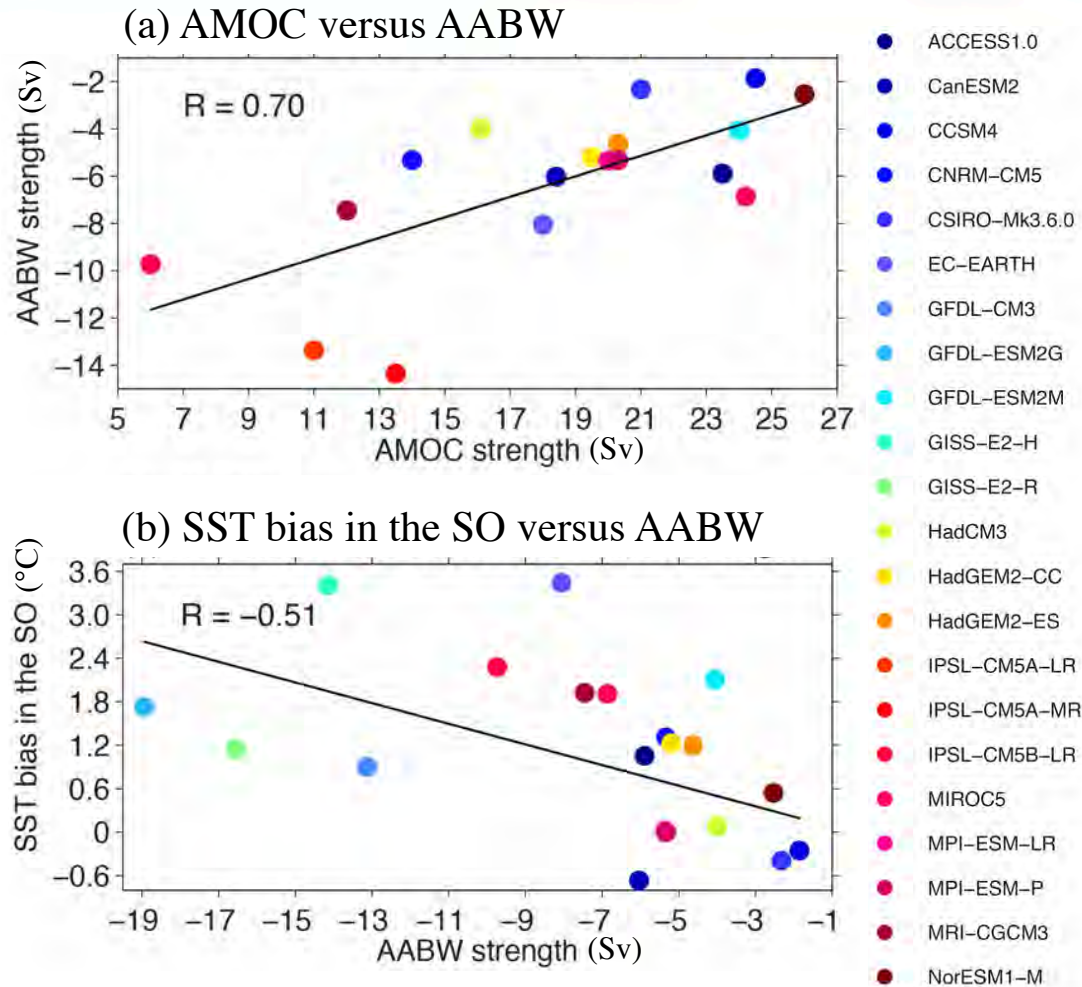 (a) AMOC versus AABW
R = 0.70
AABW strength (Sv)
−2
−4
−6
−8
−10
−12
−14
5 7 9 11 13 15 17 19 21 23 25 27
AMOC strength (Sv)
(b) SST bias in the SO versus AABW
R = −0.51
SST bias in the SO (°C)
3.6
3.0
2.4
1.8
1.2
0.6
0
−0.6
−19 −17 −15 −13 −11 −9 −7 −5 −3 −1
AABW strength (Sv)
ACCESS1.0
CanESM2
CCSM4
CNRM−CM5
CSIRO−Mk3.6.0
EC−EARTH
GFDL−CM3
GFDL−ESM2G
GFDL−ESM2M
GISS−E2−H
GISS−E2−R
HadCM3
HadGEM2−CC
HadGEM2−ES
IPSL−CM5A−LR
IPSL−CM5A−MR
IPSL−CM5B−LR
MIROC5
MPI−ESM−LR
MPI−ESM−P
MRI−CGCM3
NorESM1−M